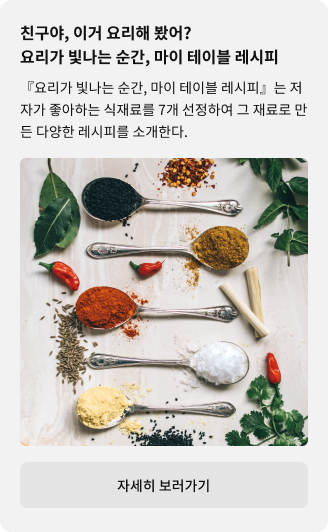 친구야, 이거 요리해 봤어?
요리가 빛나는 순간, 마이 테이블 레시피
『요리가 빛나는 순간, 마이 테이블 레시피』는 저
자가 좋아하는 식재료를 7개 선정하여 그 재료로 만
든 다양한 레시피를 소개한다.
자세히 보러가기